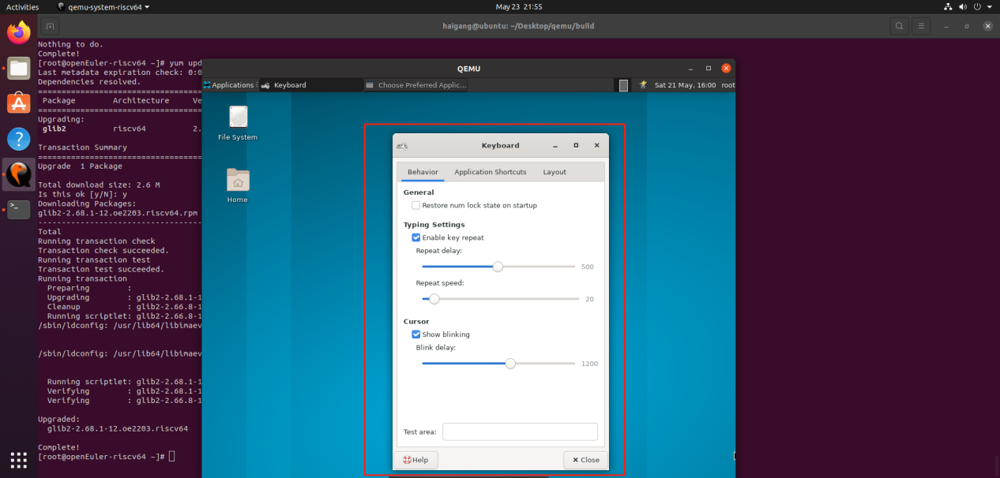 Activities
qemu-system-riscv64
May 23 21:55
haigang@ubuntu: ~/Desktop/qemu/build
Nothing to do.
Complete!
[root@openEuler-riscv64 ~]# yum upd
Last metadata expiration check: 0:0
Dependencies resolved.
================================
Package Architecture Ve
================================
Upgrading:
glib2 riscv64 2.
Transaction Summary
================================
Upgrade 1 Package
Total download size: 2.6 M
Is this ok [y/N]: y
Downloading Packages:
glib2-2.68.1-12.oe2203.riscv64.rpm
--------------------------------
Total
Running transaction check
Transaction check succeeded.
Running transaction test
Transaction test succeeded.
Running transaction
Preparing :
Upgrading : glib2-2.68.1-1
Cleanup : glib2-2.66.8-1
Running scriptlet: glib2-2.66.8-1
/sbin/ldconfig: /usr/lib64/libimaev
/sbin/ldconfig: /usr/lib64/libimaev
Running scriptlet: glib2-2.68.1-1
Verifying : glib2-2.68.1-1
Verifying : glib2-2.66.8-1
Upgraded:
glib2-2.68.1-12.oe2203.riscv64
Complete!
[root@openEuler-riscv64 ~]#
QEMU
Applications
Keyboard
Choose Preferred Applic...
Sat 21 May, 16:00
root
File System
Home
Keyboard
Behavior
Application Shortcuts
Layout
General
Restore num lock state on startup
Typing Settings
Enable key repeat
Repeat delay:
500
Repeat speed:
20
Cursor
Show blinking
Blink delay:
1200
Test area:
Help
Close